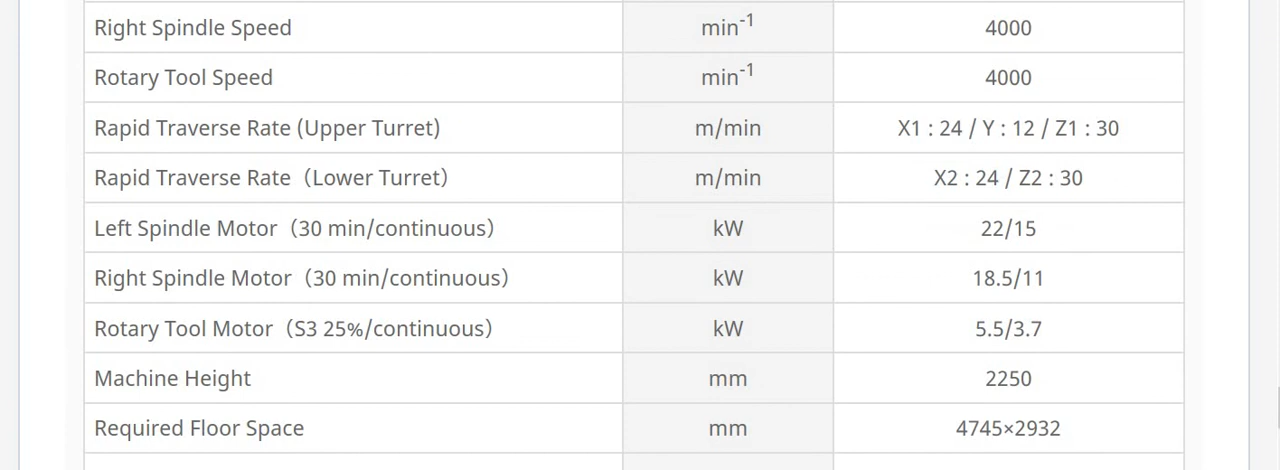 Right Spindle Speed min-1 4000
Rotary Tool Speed min-1 4000
Rapid Traverse Rate (Upper Turret) m/min X1 : 24 / Y : 12 / Z1 : 30
Rapid Traverse Rate（Lower Turret） m/min X2 : 24 / Z2 : 30
Left Spindle Motor（30 min/continuous） kW 22/15
Right Spindle Motor（30 min/continuous） kW 18.5/11
Rotary Tool Motor（S3 25%/continuous） kW 5.5/3.7
Machine Height mm 2250
Required Floor Space mm 4745×2932